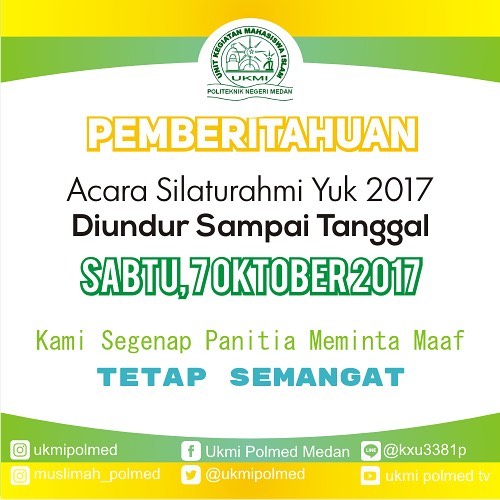 UNIT KEGIATAN MAHASISWA ISLAM
UKMI
POLITEKNIK NEGERI MEDAN
PEMBERITAHUAN
Acara Silaturahmi Yuk 2017
Diundur Sampai Tanggal
SABTU, 7 OKTOBER 2017
Kami Segenap Panitia Meminta Maaf
TETAP SEMANGAT
ukmipolmed
Ukmi Polmed Medan
LINE
@kxu3381p
muslimah_polmed
@ukmipolmed
ukmi polmed tv